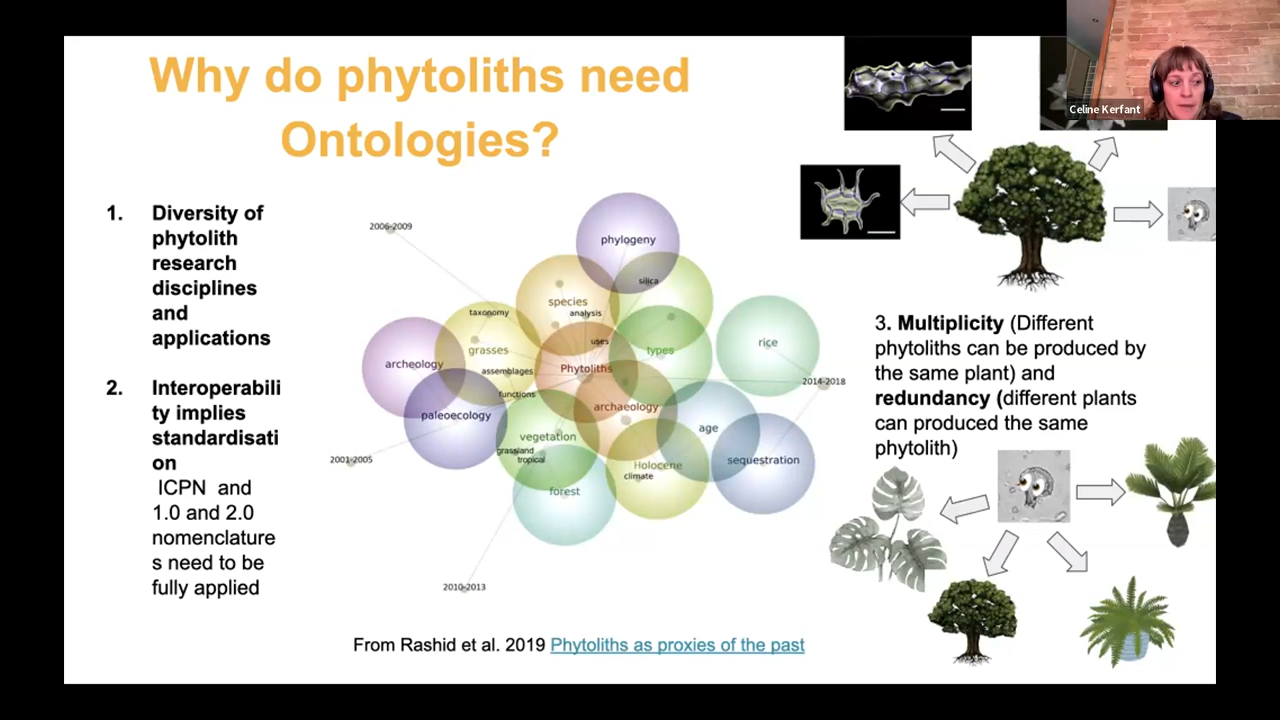 Why do phytoliths need
Ontologies?
Celine Kerfant
1. Diversity of
phytolith
research
disciplines
and
applications
2. Interoperabili
ty implies
standardisati
on
ICPN and
1.0 and 2.0
nomenclature
s need to be
fully applied
2006-2009
phylogeny
silica
species
analysis
taxonomy
uses
rice
grasses
types
archeology
assemblages
Phytoliths
2014-2018
functions
archaeology
paleoecology
age
vegetation
grassland
tropical
2001-2005
Holocene
sequestration
climate
forest
2010-2013
3. Multiplicity (Different
phytoliths can be produced by
the same plant) and
redundancy (different plants
can produced the same
phytolith)
From Rashid et al. 2019 Phytoliths as proxies of the past